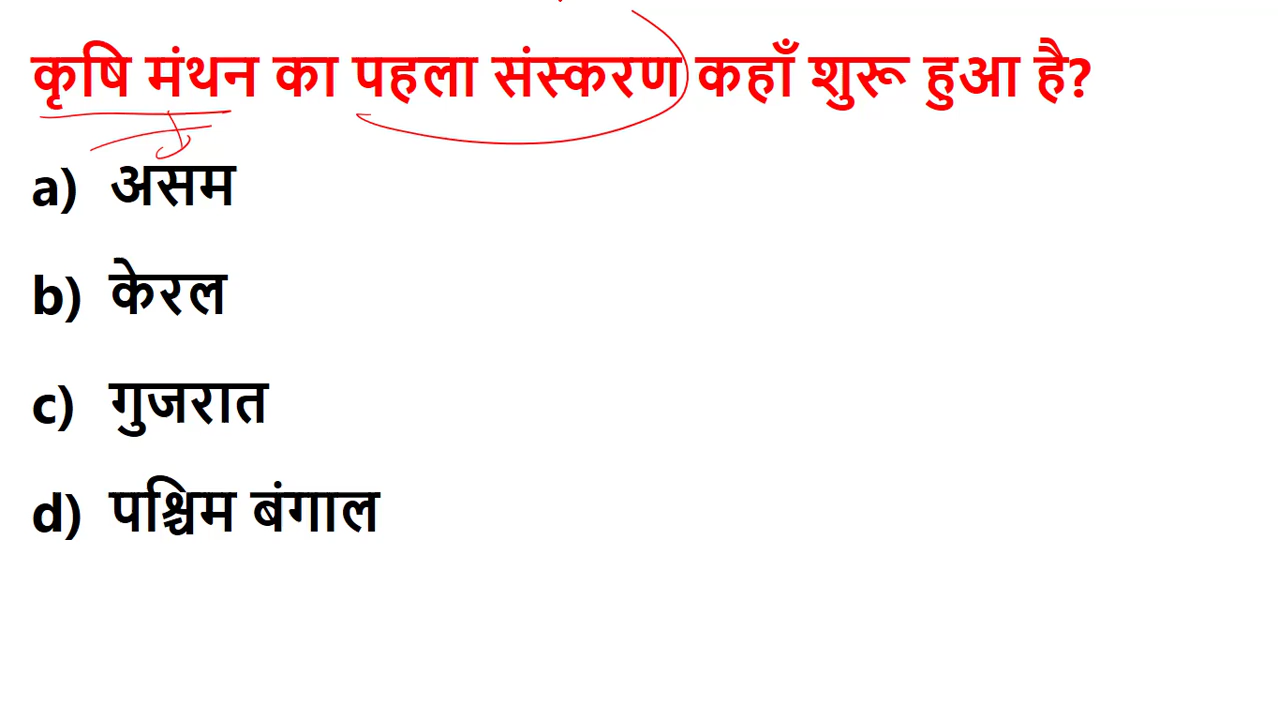 कृषि मंथन का पहला संस्करण कहाँ शुरू हुआ है?
a) असम
b) केरल
c) गुजरात
d) पश्चिम बंगाल